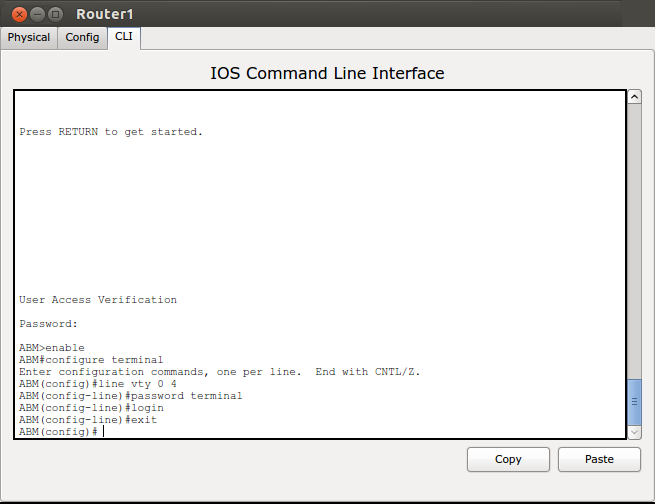 Router1
Physical Config CLI
IOS Command Line Interface
Press RETURN to get started.
User Access Verification
Password:
ABM>enable
ABM#configure terminal
Enter configuration commands, one per line.  End with CNTL/Z.
ABM(config)#line vty 0 4
ABM(config-line)#password terminal
ABM(config-line)#login
ABM(config-line)#exit
ABM(config)#
Copy Paste